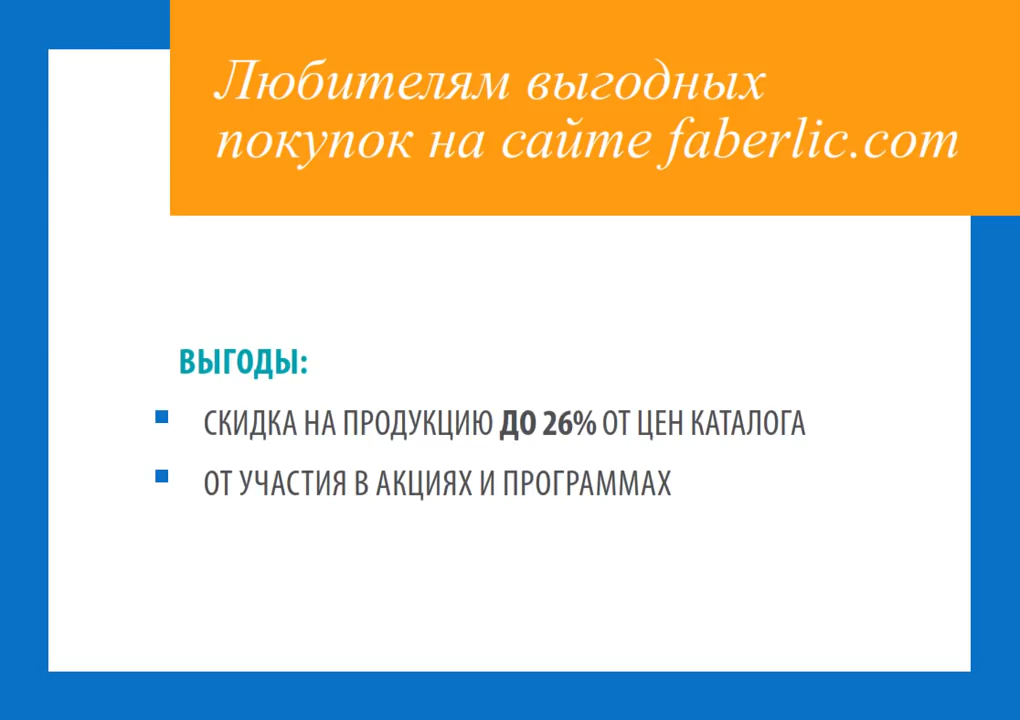 Любителям выгодных
покупок на сайте faberlic.com
ВЫГОДЫ:
СКИДКА НА ПРОДУКЦИЮ ДО 26% ОТ ЦЕН КАТАЛОГА
ОТ УЧАСТИЯ В АКЦИЯХ И ПРОГРАММАХ